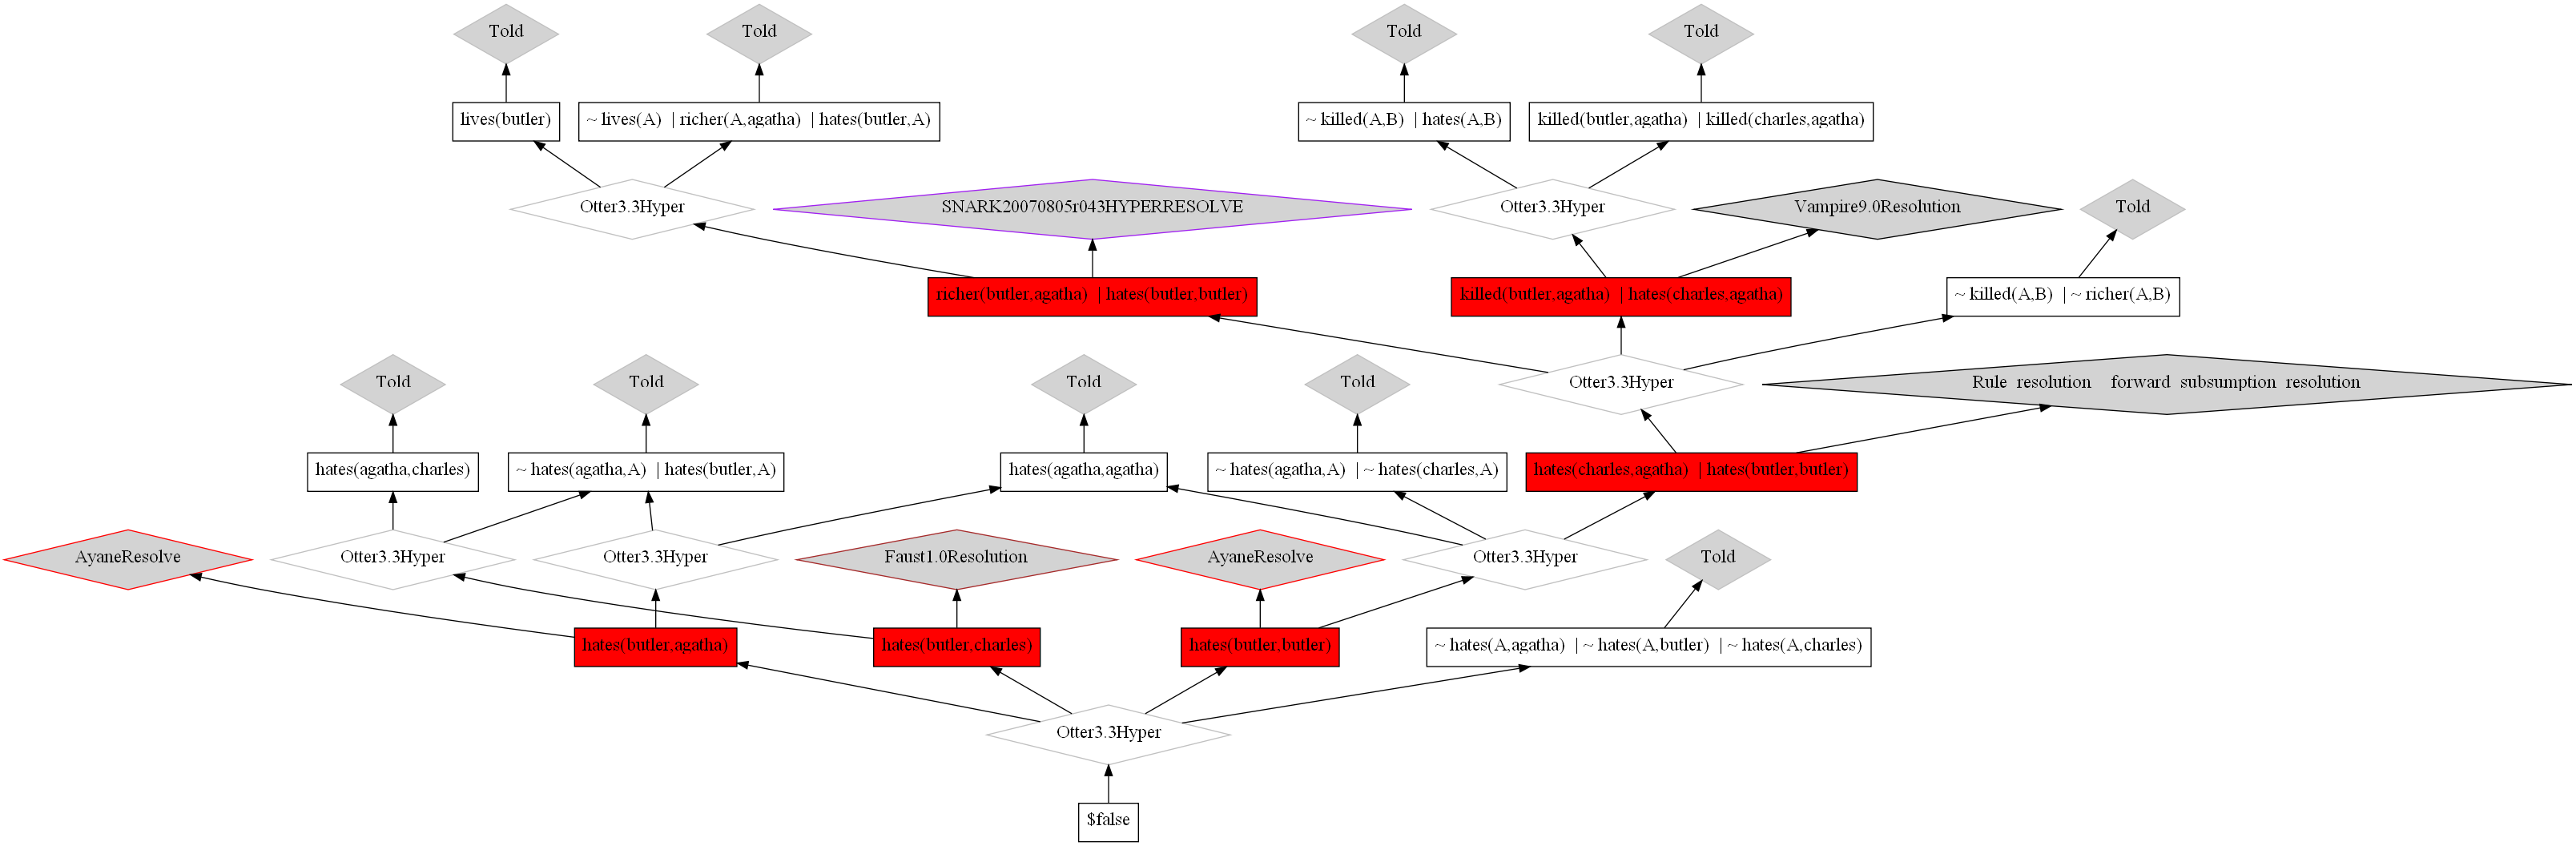 Told
Told
Told
Told
lives(butler)
~ lives(A) | richer(A,agatha) | hates(butler,A)
~ killed(A,B) | hates(A,B)
killed(butler,agatha) | killed(charles,agatha)
Otter3.3Hyper
SNARK20070805r043HYPERRESOLVE
Otter3.3Hyper
Vampire9.0Resolution
Told
richer(butler,agatha) | hates(butler,butler)
killed(butler,agatha) | hates(charles,agatha)
~ killed(A,B) | ~ richer(A,B)
Told
Told
Told
Told
Otter3.3Hyper
Rule resolution forward subsumption resolution
hates(agatha,charles)
~ hates(agatha,A) | hates(butler,A)
hates(agatha,agatha)
~ hates(agatha,A) | ~ hates(charles,A)
hates(charles,agatha) | hates(butler,butler)
AyaneResolve
Otter3.3Hyper
Otter3.3Hyper
Faust1.0Resolution
AyaneResolve
Otter3.3Hyper
Told
hates(butler,agatha)
hates(butler,charles)
hates(butler,butler)
~ hates(A,agatha) | ~ hates(A,butler) | ~ hates(A,charles)
Otter3.3Hyper
$false